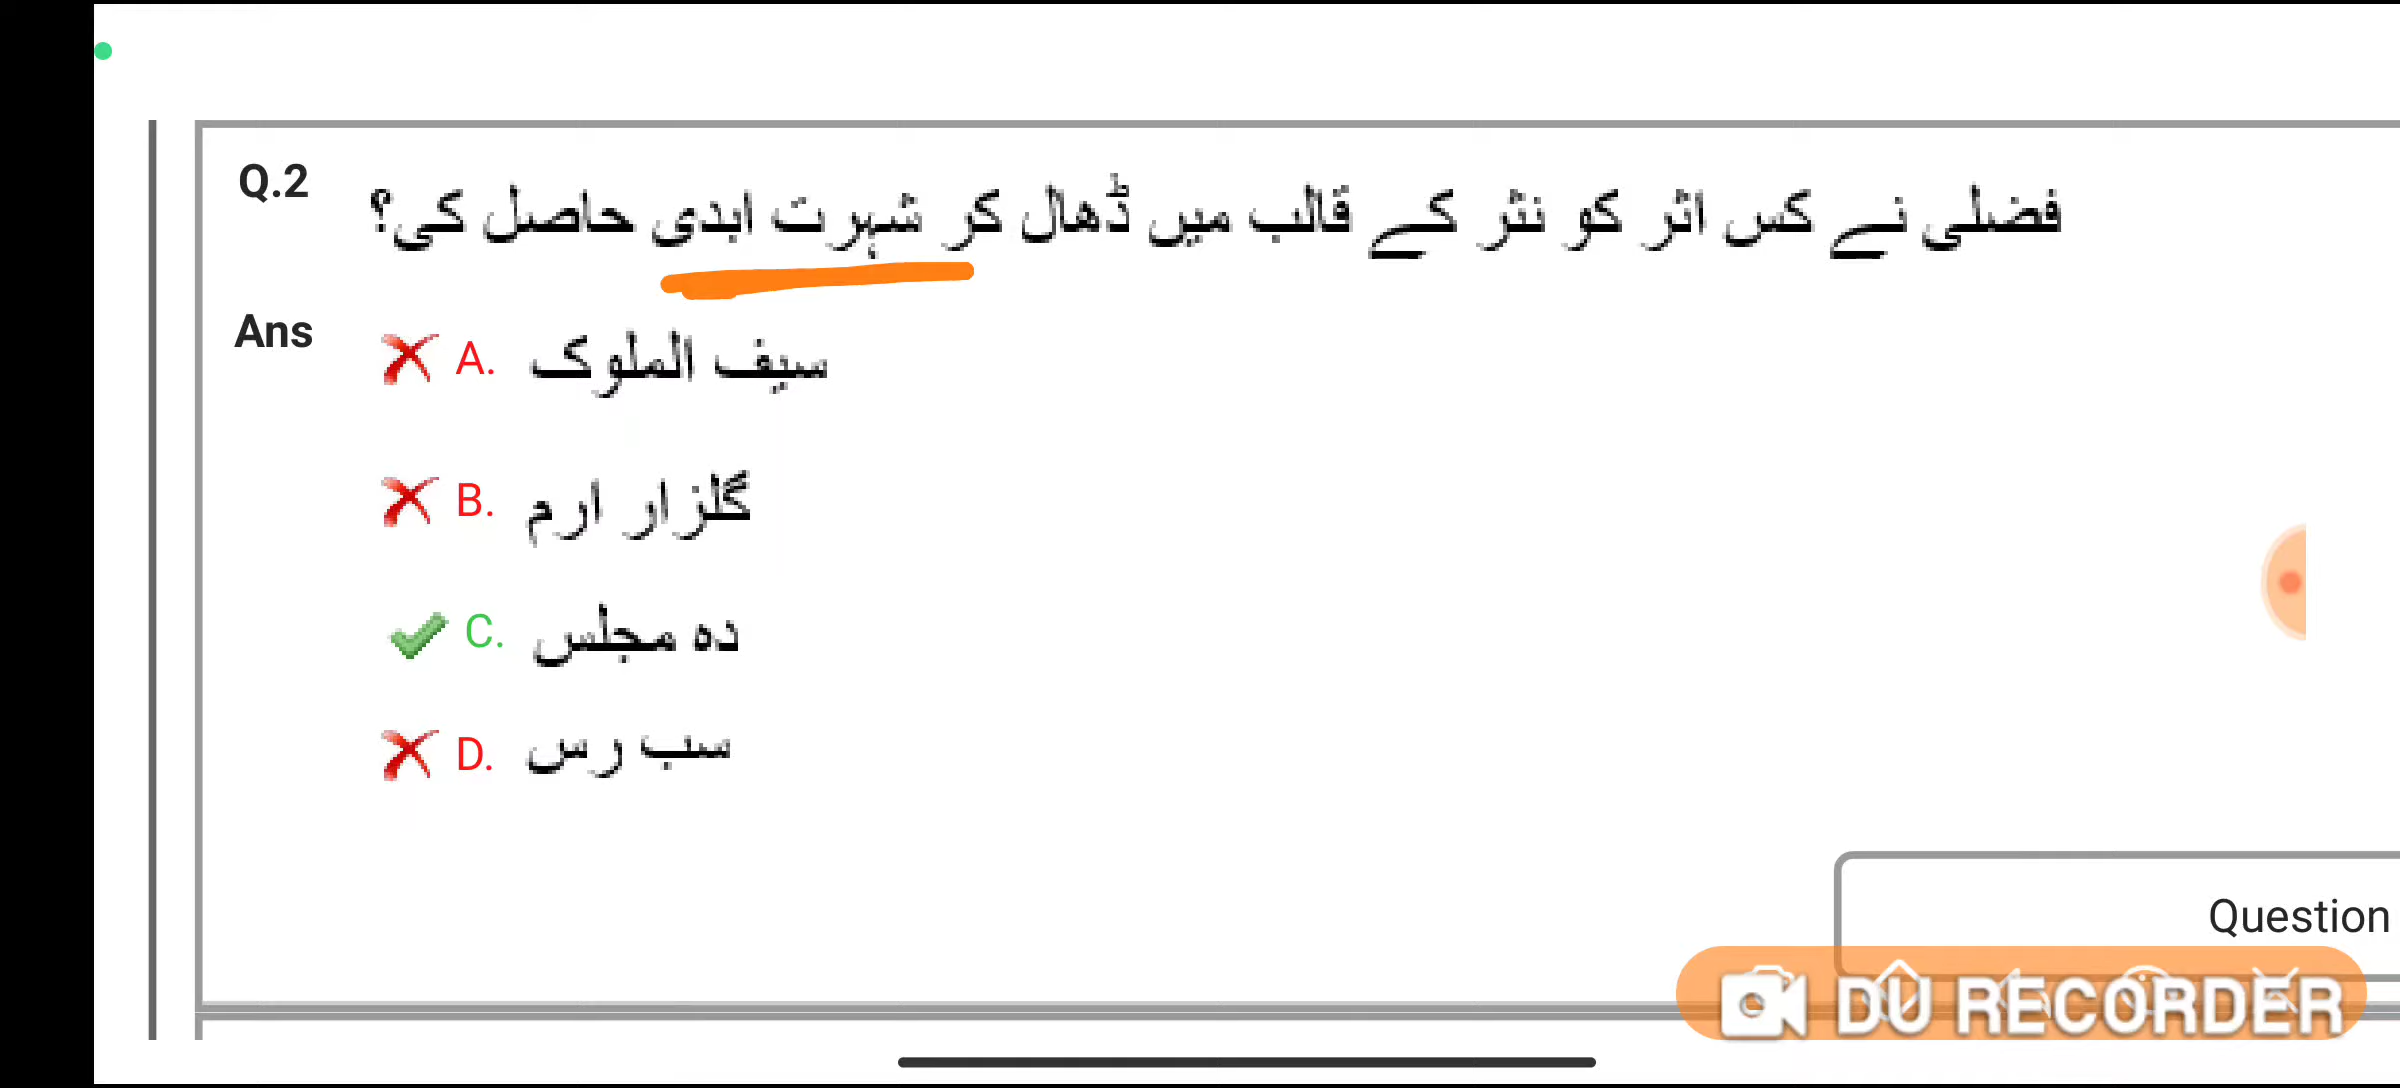 Q.2 فضلی نے کس اثر کو نثر کے قالب میں ڈھال کر شہرت ابدی حاصل کی؟
Ans
A. سیف الملوک
B. گلزار ارم
C. دہ مجلس
D. سب رس
Question
DU RECORDER